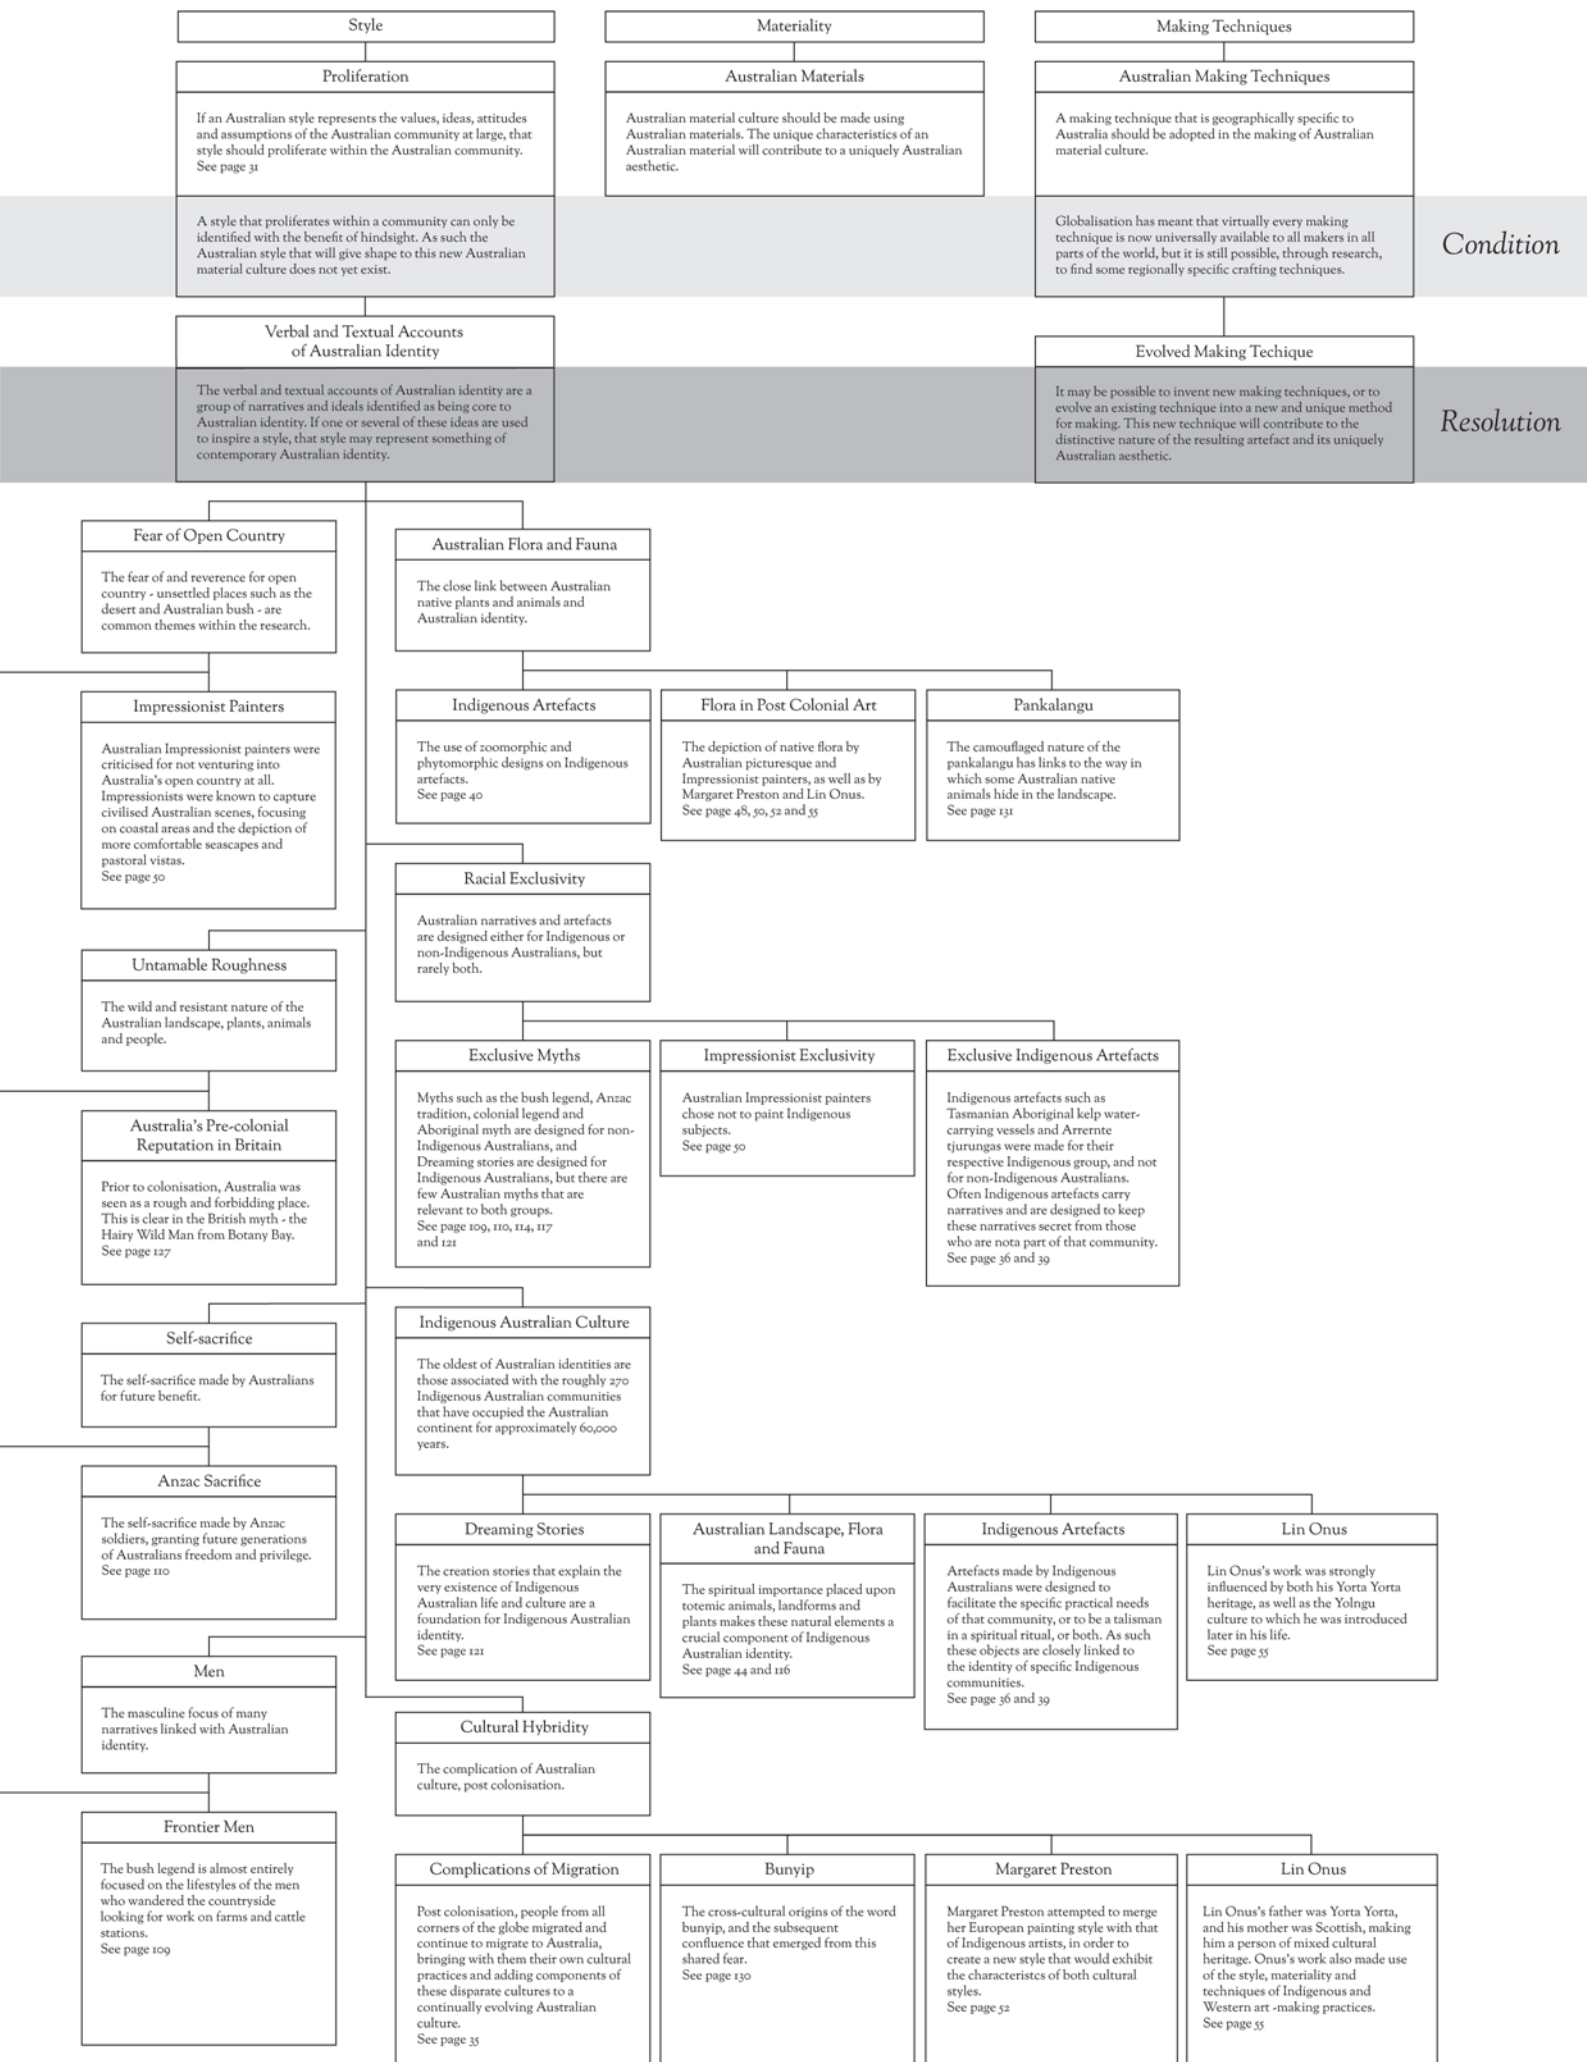 Style
Materiality
Making Techniques
Proliferation
If an Australian style represents the values, ideas, attitudes
and assumptions of the Australian community at large, that
style should proliferate within the Australian community.
See page 31
Australian Materials
Australian material culture should be made using
Australian materials. The unique characteristics of an
Australian material will contribute to a uniquely Australian
aesthetic.
Australian Making Techniques
A making technique that is geographically specific to
Australia should be adopted in the making of Australian
material culture.
A style that proliferates within a community can only be
identified with the benefit of hindsight. As such the
Australian style that will give shape to this new Australian
material culture does not yet exist.
Globalisation has meant that virtually every making
technique is now universally available to all makers in all
parts of the world, but it is still possible, through research,
to find some regionally specific crafting techniques.
Condition
Verbal and Textual Accounts
of Australian Identity
Evolved Making Techique
The verbal and textual accounts of Australian identity are a
group of narratives and ideals identified as being core to
Australian identity. If one or several of these ideas are used
to inspire a style, that style may represent something of
contemporary Australian identity.
It may be possible to invent new making techniques, or to
evolve an existing technique into a new and unique method
for making. This new technique will contribute to the
distinctive nature of the resulting artefact and its uniquely
Australian aesthetic.
Resolution
Fear of Open Country
The fear of and reverence for open
country - unsettled places such as the
desert and Australian bush - are
common themes within the research.
Australian Flora and Fauna
The close link between Australian
native plants and animals and
Australian identity.
Impressionist Painters
Australian Impressionist painters were
criticised for not venturing into
Australia's open country at all.
Impressionists were known to capture
civilised Australian scenes, focusing
on coastal areas and the depiction of
more comfortable seascapes and
pastoral vistas.
See page 50
Indigenous Artefacts
The use of zoomorphic and
phytomorphic designs on Indigenous
artefacts.
See page 40
Flora in Post Colonial Art
The depiction of native flora by
Australian picturesque and
Impressionist painters, as well as by
Margaret Preston and Lin Onus.
See page 48, 50, 52 and 55
Pankalangu
The camouflaged nature of the
pankalangu has links to the way in
which some Australian native
animals hide in the landscape.
See page 131
Racial Exclusivity
Australian narratives and artefacts
are designed either for Indigenous or
non-Indigenous Australians, but
rarely both.
Untamable Roughness
The wild and resistant nature of the
Australian landscape, plants, animals
and people.
Exclusive Myths
Myths such as the bush legend, Anzac
tradition, colonial legend and
Aboriginal myth are designed for non-
Indigenous Australians, and
Dreaming stories are designed for
Indigenous Australians, but there are
few Australian myths that are
relevant to both groups.
See page 109, 110, 114, 117
and 121
Impressionist Exclusivity
Australian Impressionist painters
chose not to paint Indigenous
subjects.
See page 50
Exclusive Indigenous Artefacts
Indigenous artefacts such as
Tasmanian Aboriginal kelp water-
carrying vessels and Arrernte
tjurungas were made for their
respective Indigenous group, and not
for non-Indigenous Australians.
Often Indigenous artefacts carry
narratives and are designed to keep
these narratives secret from those
who are nota part of that community.
See page 36 and 39
Australia's Pre-colonial
Reputation in Britain
Prior to colonisation, Australia was
seen as a rough and forbidding place.
This is clear in the British myth - the
Hairy Wild Man from Botany Bay.
See page 127
Self-sacrifice
The self-sacrifice made by Australians
for future benefit.
Indigenous Australian Culture
The oldest of Australian identities are
those associated with the roughly 270
Indigenous Australian communities
that have occupied the Australian
continent for approximately 60,000
years.
Anzac Sacrifice
The self-sacrifice made by Anzac
soldiers, granting future generations
of Australians freedom and privilege.
See page 110
Dreaming Stories
The creation stories that explain the
very existence of Indigenous
Australian life and culture are a
foundation for Indigenous Australian
identity.
See page 121
Australian Landscape, Flora
and Fauna
The spiritual importance placed upon
totemic animals, landforms and
plants makes these natural elements a
crucial component of Indigenous
Australian identity.
See page 44 and 116
Indigenous Artefacts
Artefacts made by Indigenous
Australians were designed to
facilitate the specific practical needs
of that community, or to be a talisman
in a spiritual ritual, or both. As such
these objects are closely linked to
the identity of specific Indigenous
communities.
See page 36 and 39
Lin Onus
Lin Onus's work was strongly
influenced by both his Yorta Yorta
heritage, as well as the Yolngu
culture to which he was introduced
later in his life.
See page 55
Men
The masculine focus of many
narratives linked with Australian
identity.
Cultural Hybridity
The complication of Australian
culture, post colonisation.
Frontier Men
The bush legend is almost entirely
focused on the lifestyles of the men
who wandered the countryside
looking for work on farms and cattle
stations.
See page 109
Complications of Migration
Post colonisation, people from all
corners of the globe migrated and
continue to migrate to Australia,
bringing with them their own cultural
practices and adding components of
these disparate cultures to a
continually evolving Australian
culture.
See page 35
Bunyip
The cross-cultural origins of the word
bunyip, and the subsequent
confluence that emerged from this
shared fear.
See page 130
Margaret Preston
Margaret Preston attempted to merge
her European painting style with that
of Indigenous artists, in order to
create a new style that would exhibit
the characteristcs of both cultural
styles.
See page 52
Lin Onus
Lin Onus's father was Yorta Yorta,
and his mother was Scottish, making
him a person of mixed cultural
heritage. Onus's work also made use
of the style, materiality and
techniques of Indigenous and
Western art -making practices.
See page 55